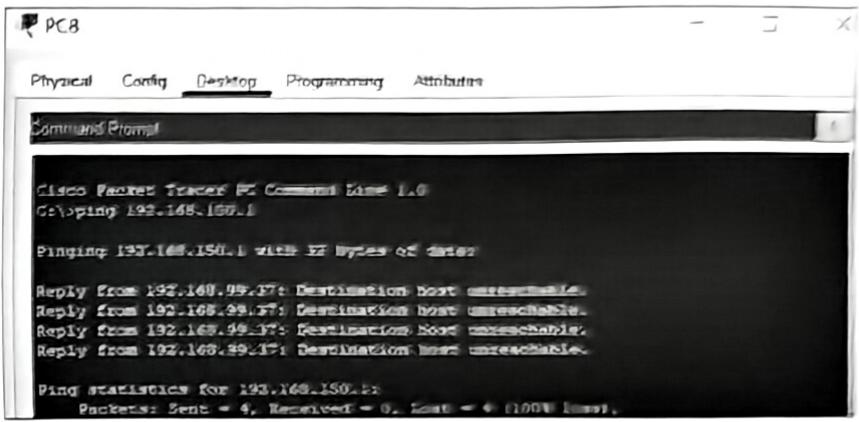 PC8
Physical Config Desktop Programming Attributes
Command Prompt
Cisco Packet Tracer PC Command Line 1.0
C:\>ping 192.168.150.1
Pinging 192.168.150.1 with 32 bytes of data:
Reply from 192.168.99.37: Destination host unreachable.
Reply from 192.168.99.37: Destination host unreachable.
Reply from 192.168.99.37: Destination host unreachable.
Reply from 192.168.99.37: Destination host unreachable.
Ping statistics for 192.168.150.1:
Packets: Sent = 4, Received = 0, Lost = 4 (100% loss),